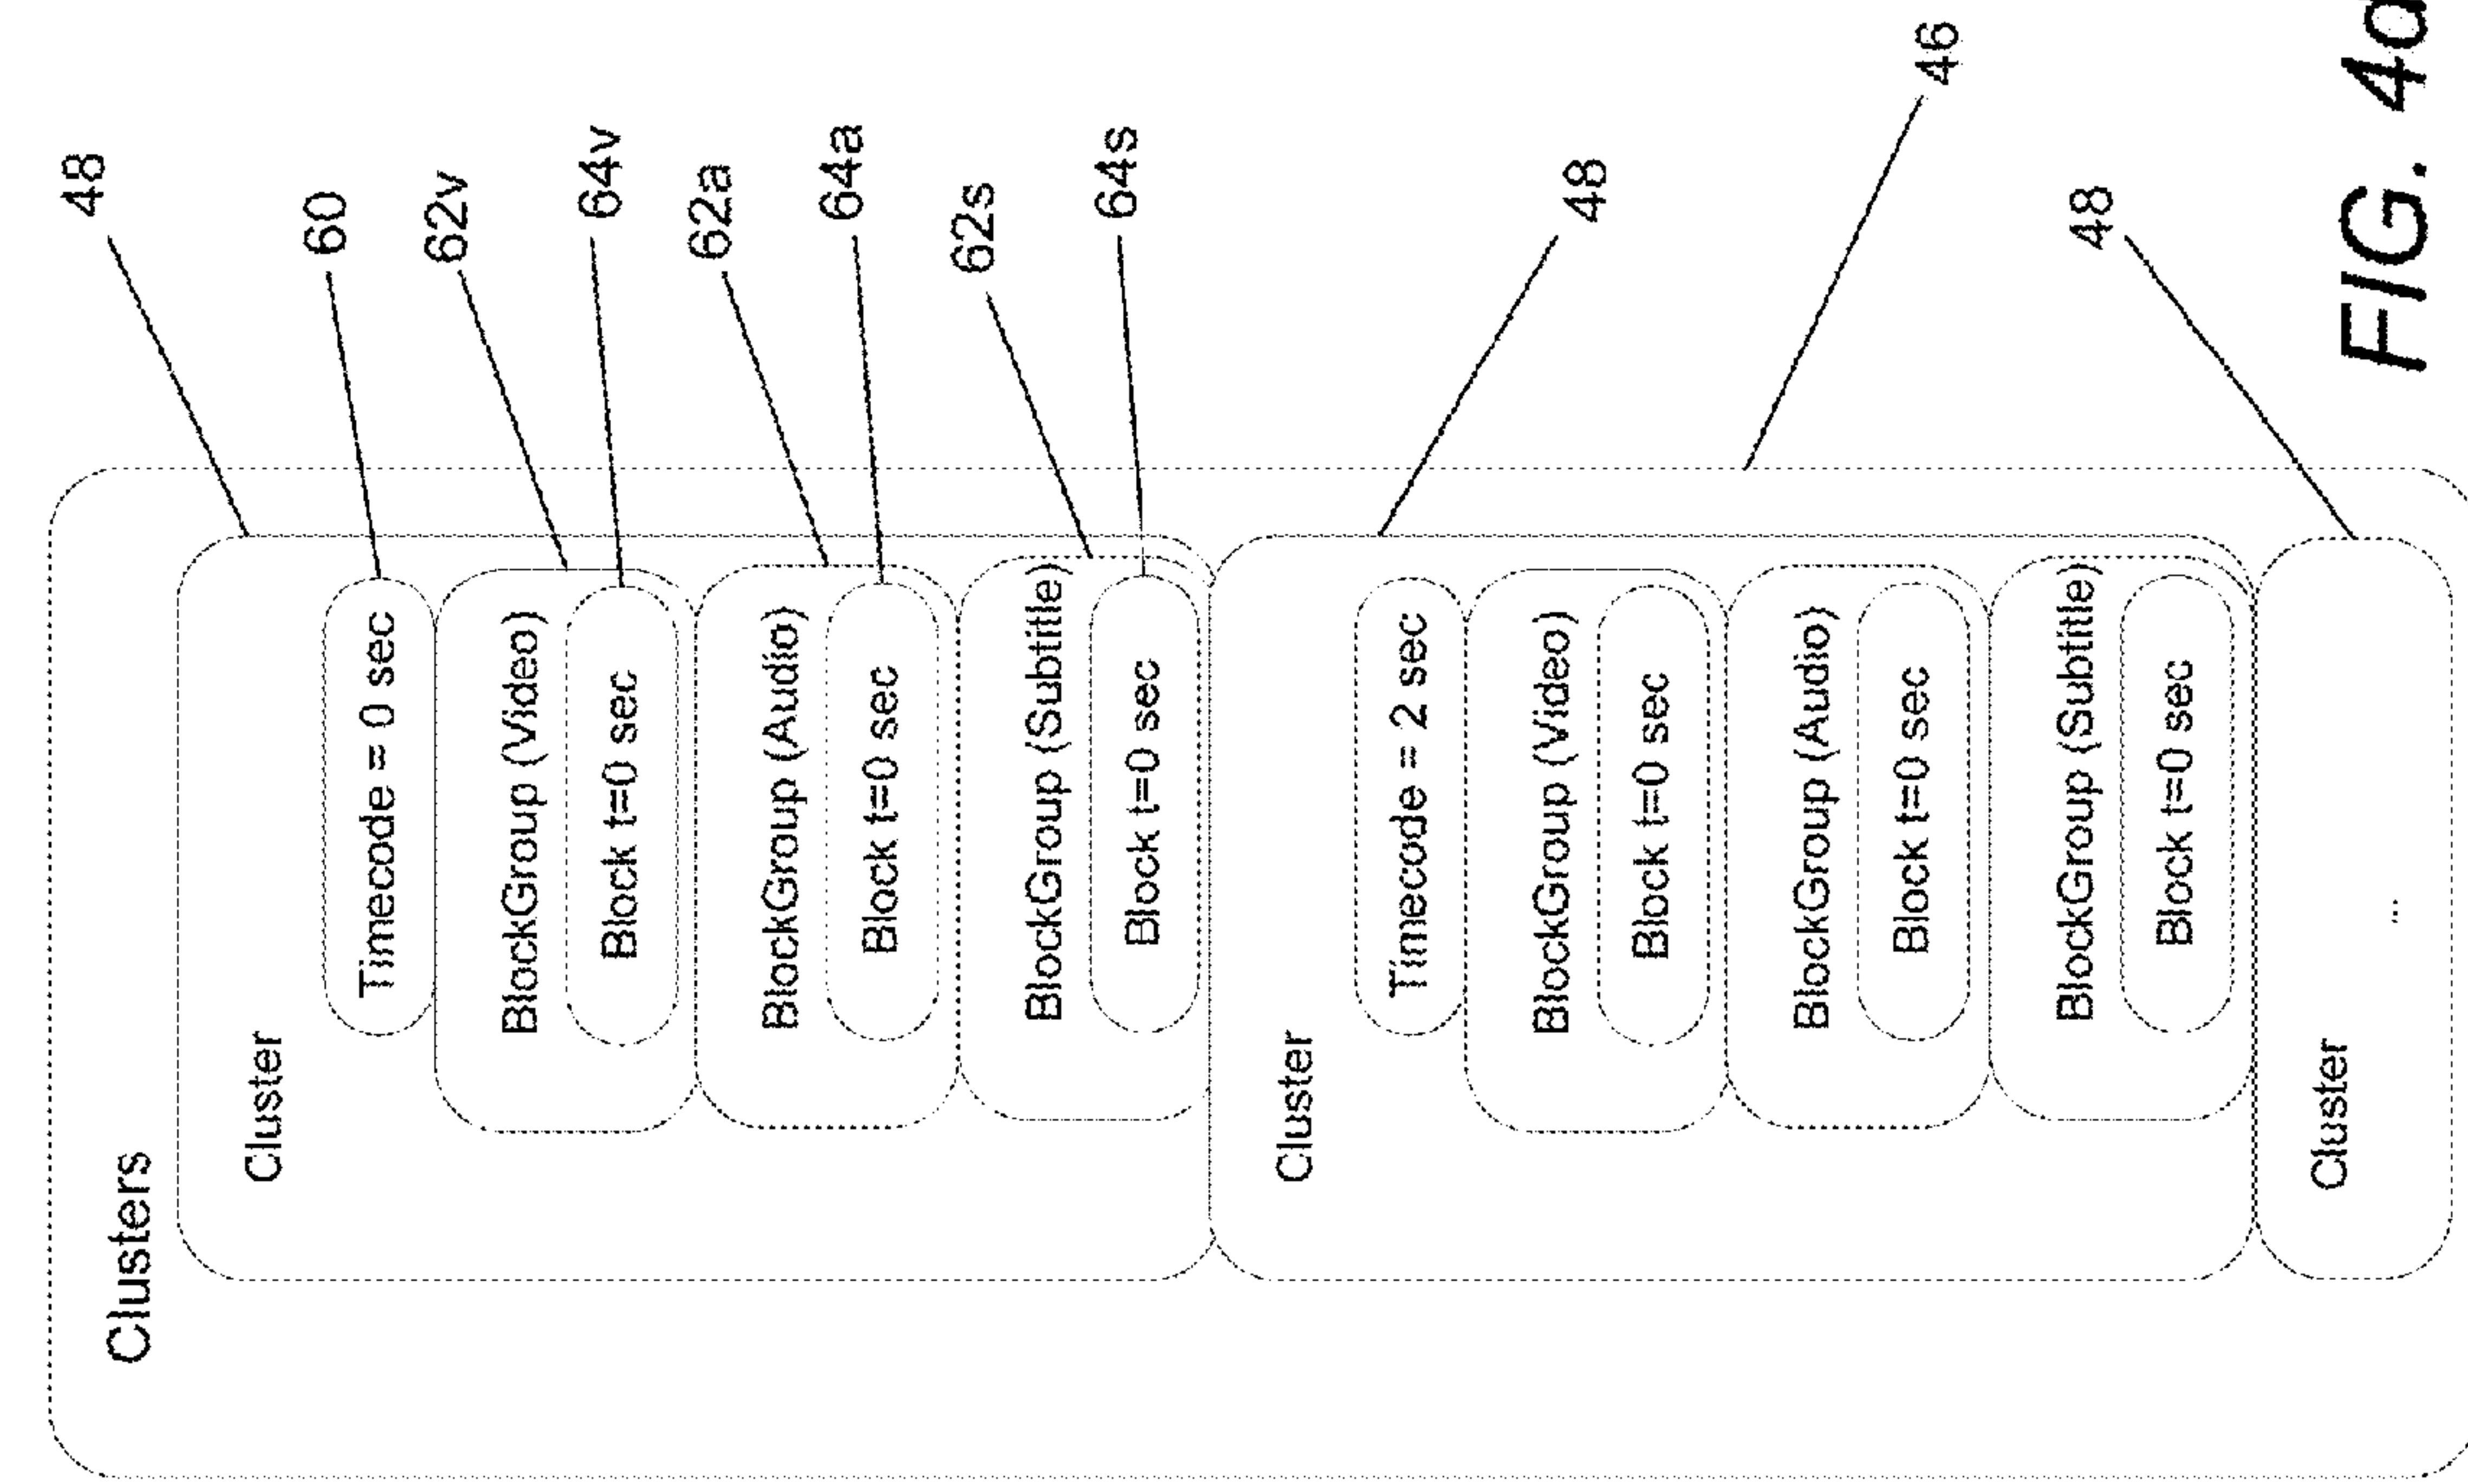 Clusters
48
Cluster
60
Timecode = 0 sec
62v
BlockGroup (Video)
64v
Block t=0 sec
62a
BlockGroup (Audio)
64a
Block t=0 sec
62s
BlockGroup (Subtitle)
64s
Block t=0 sec
Cluster
48
Timecode = 2 sec
BlockGroup (Video)
Block t=0 sec
BlockGroup (Audio)
Block t=0 sec
46
BlockGroup (Subtitle)
Block t=0 sec
48
Cluster
...
FIG.